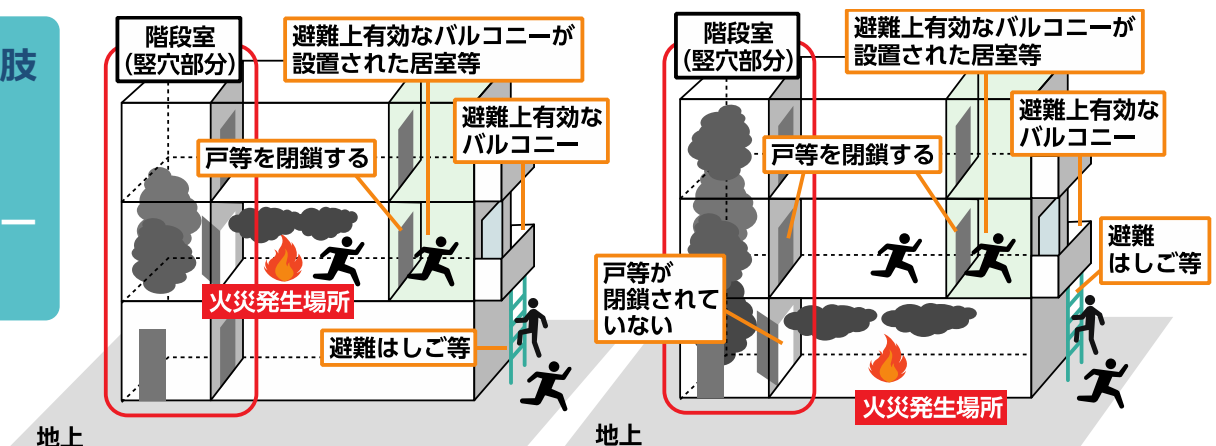 肢
ー
階段室
（竪穴部分）
避難上有効なバルコニーが
設置された居室等
避難上有効な
バルコニー
戸等を閉鎖する
火災発生場所
避難はしご等
地上
階段室
（竪穴部分）
避難上有効なバルコニーが
設置された居室等
避難上有効な
バルコニー
戸等を閉鎖する
避難
はしご等
戸等が
閉鎖されて
いない
火災発生場所
地上